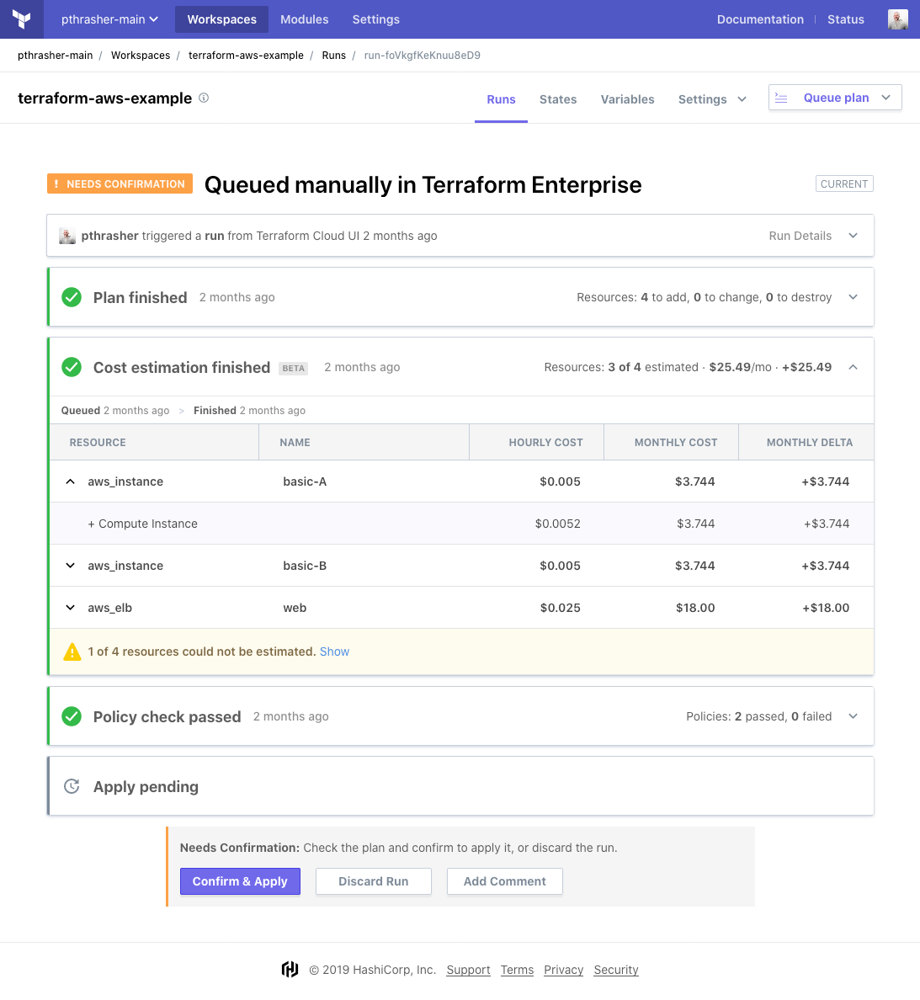 pthrasher-main Workspaces Modules Settings Documentation | Status
pthrasher-main / Workspaces / terraform-aws-example / Runs / run-foVkgfKeKnuu8eD9
terraform-aws-example Runs States Variables Settings Queue plan
! NEEDS CONFIRMATION Queued manually in Terraform Enterprise CURRENT
pthrasher triggered a run from Terraform Cloud UI 2 months ago Run Details
Plan finished 2 months ago Resources: 4 to add, 0 to change, 0 to destroy
Cost estimation finished BETA 2 months ago Resources: 3 of 4 estimated · $25.49/mo · +$25.49
Queued 2 months ago > Finished 2 months ago
RESOURCE NAME HOURLY COST MONTHLY COST MONTHLY DELTA
aws_instance basic-A $0.005 $3.744 +$3.744
+ Compute Instance $0.0052 $3.744 +$3.744
aws_instance basic-B $0.005 $3.744 +$3.744
aws_elb web $0.025 $18.00 +$18.00
1 of 4 resources could not be estimated. Show
Policy check passed 2 months ago Policies: 2 passed, 0 failed
Apply pending
Needs Confirmation: Check the plan and confirm to apply it, or discard the run.
Confirm & Apply Discard Run Add Comment
© 2019 HashiCorp, Inc. Support Terms Privacy Security